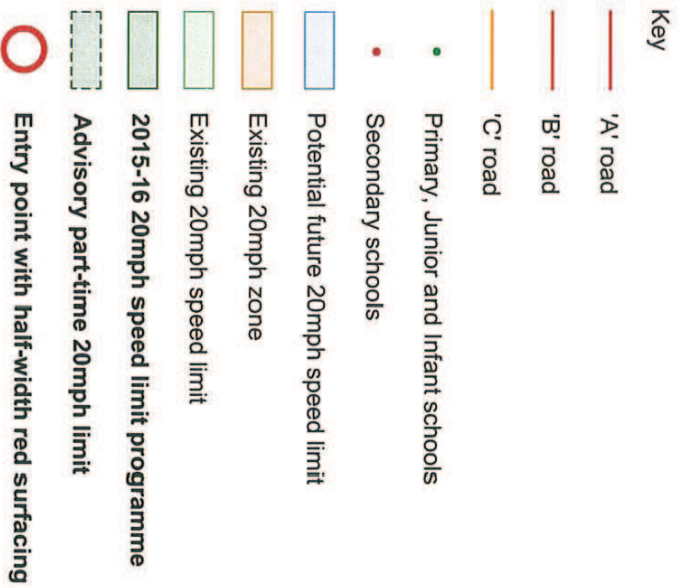 Key
'A' road
'B' road
'C' road
Primary, Junior and Infant schools
Secondary schools
Potential future 20mph speed limit
Existing 20mph zone
Existing 20mph speed limit
2015-16 20mph speed limit programme
Advisory part-time 20mph limit
Entry point with half-width red surfacing